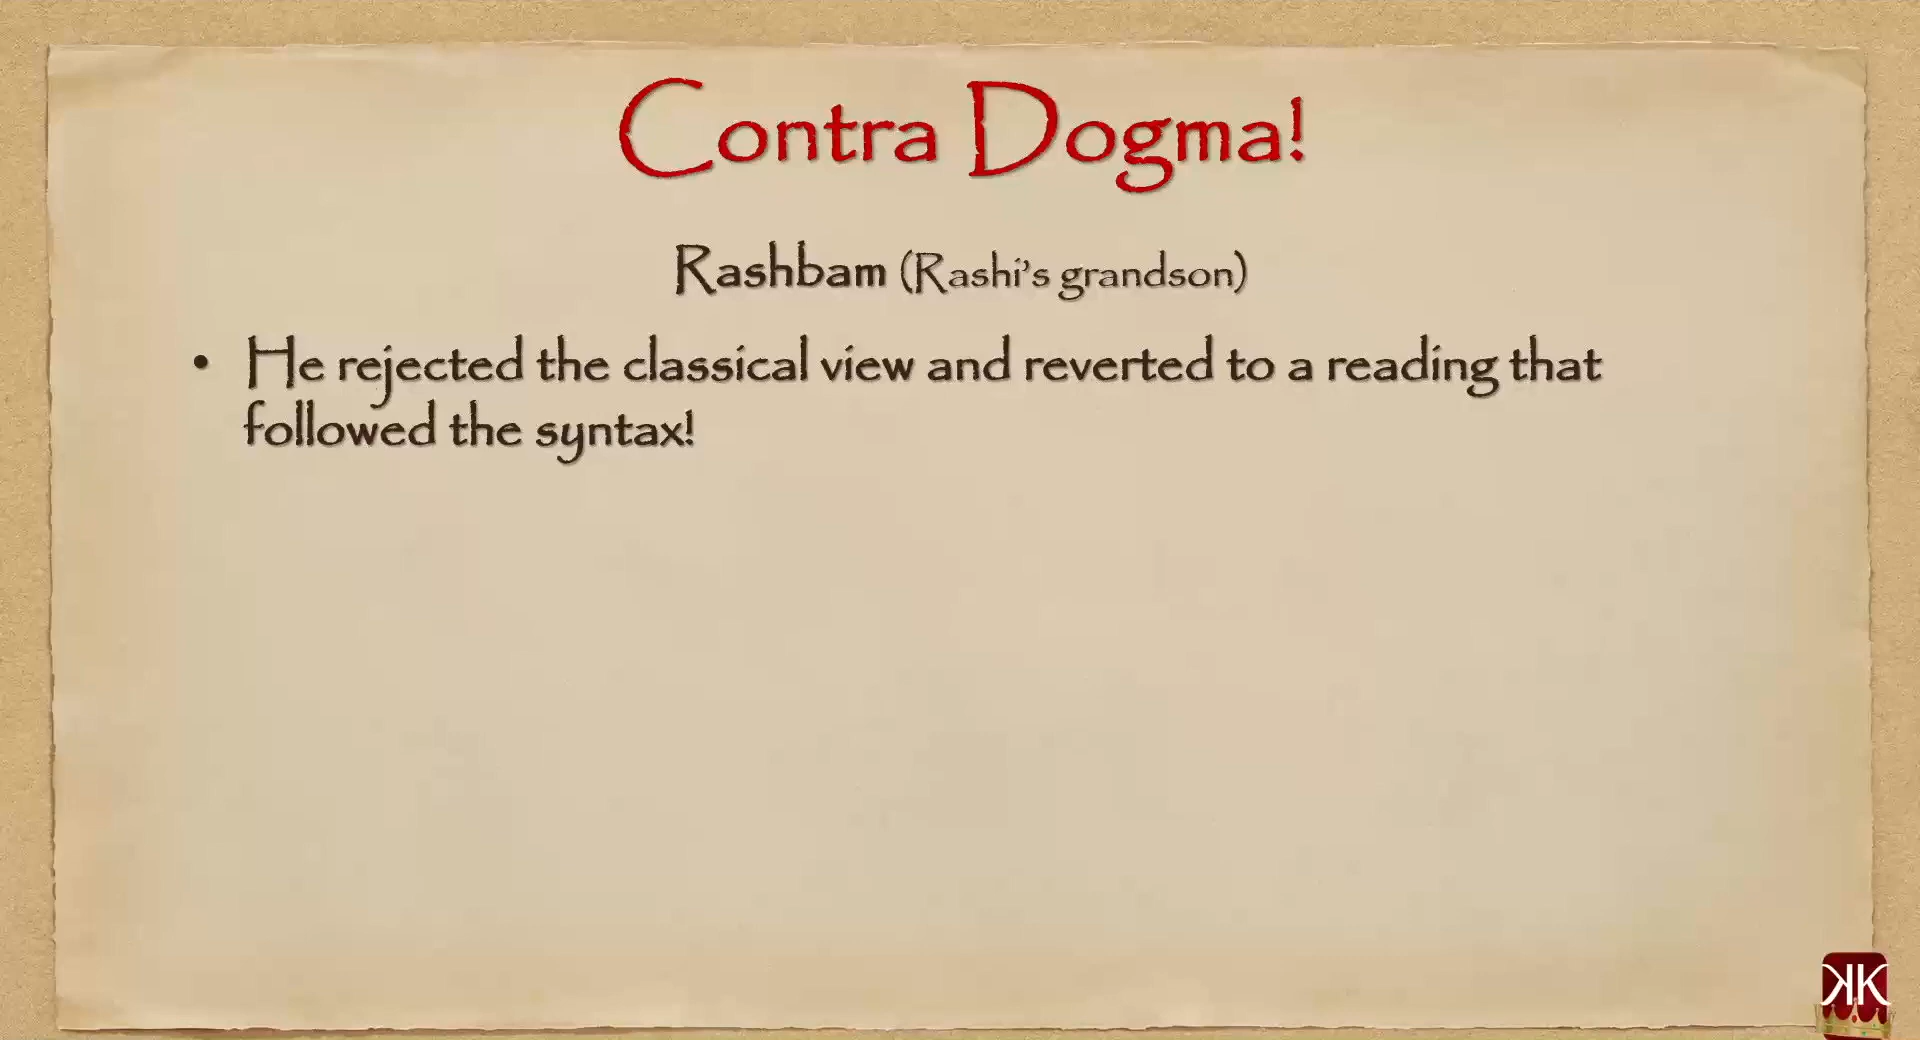 Contra Dogma!
Rashbam (Rashi's grandson)
• He rejected the classical view and reverted to a reading that
followed the syntax!
KK